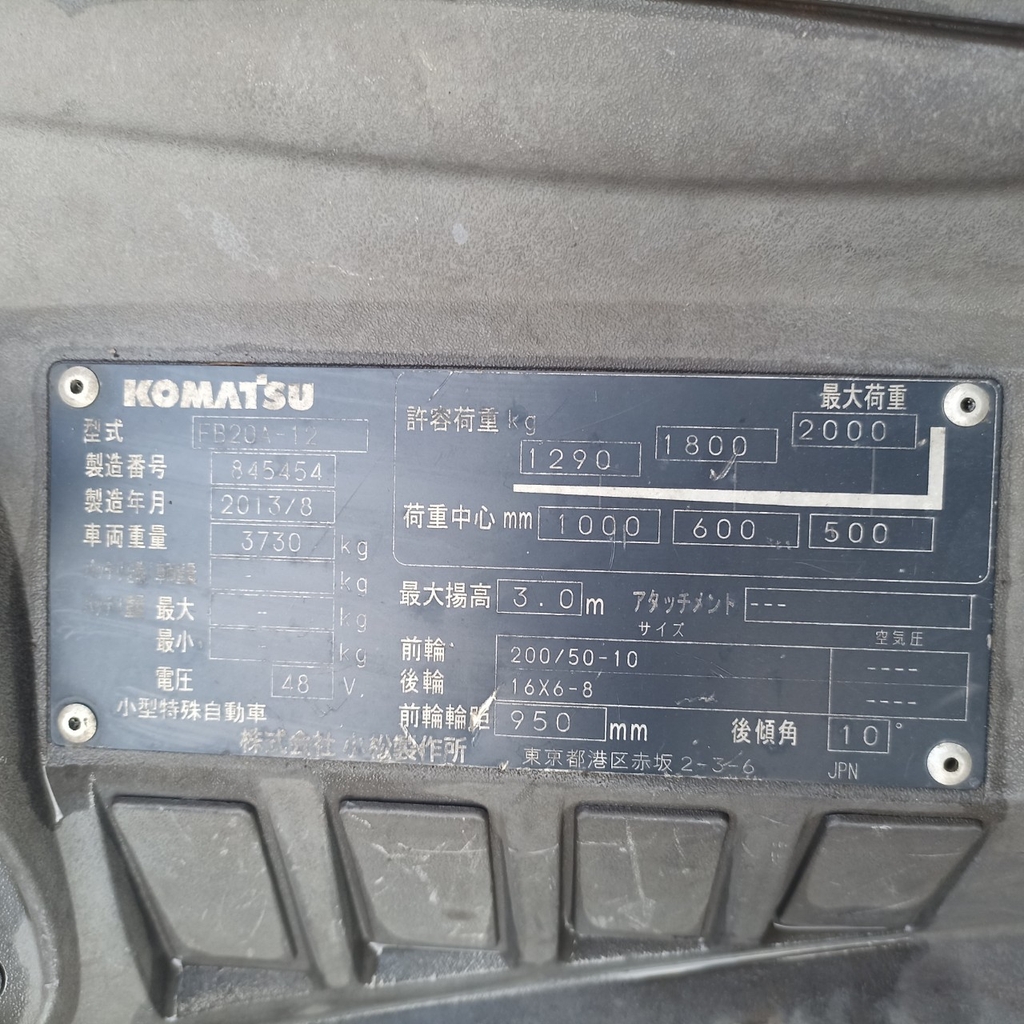 KOMATSU
型式 FB20A-12
製造番号 845454
製造年月 2013/8
車両重量 3730 kg
- kg
最大 - kg
最小 - kg
電圧 48 V.
小型特殊自動車
最大荷重
許容荷重 kg 1290 1800 2000
荷重中心 mm 1000 600 500
最大揚高 3.0 m アタッチメント ---
サイズ 空気圧
前輪 200/50-10 ----
後輪 16X6-8 ----
前輪輪距 950 mm 後傾角 10°
株式会社 小松製作所 東京都港区赤坂 2-3-6 JPN